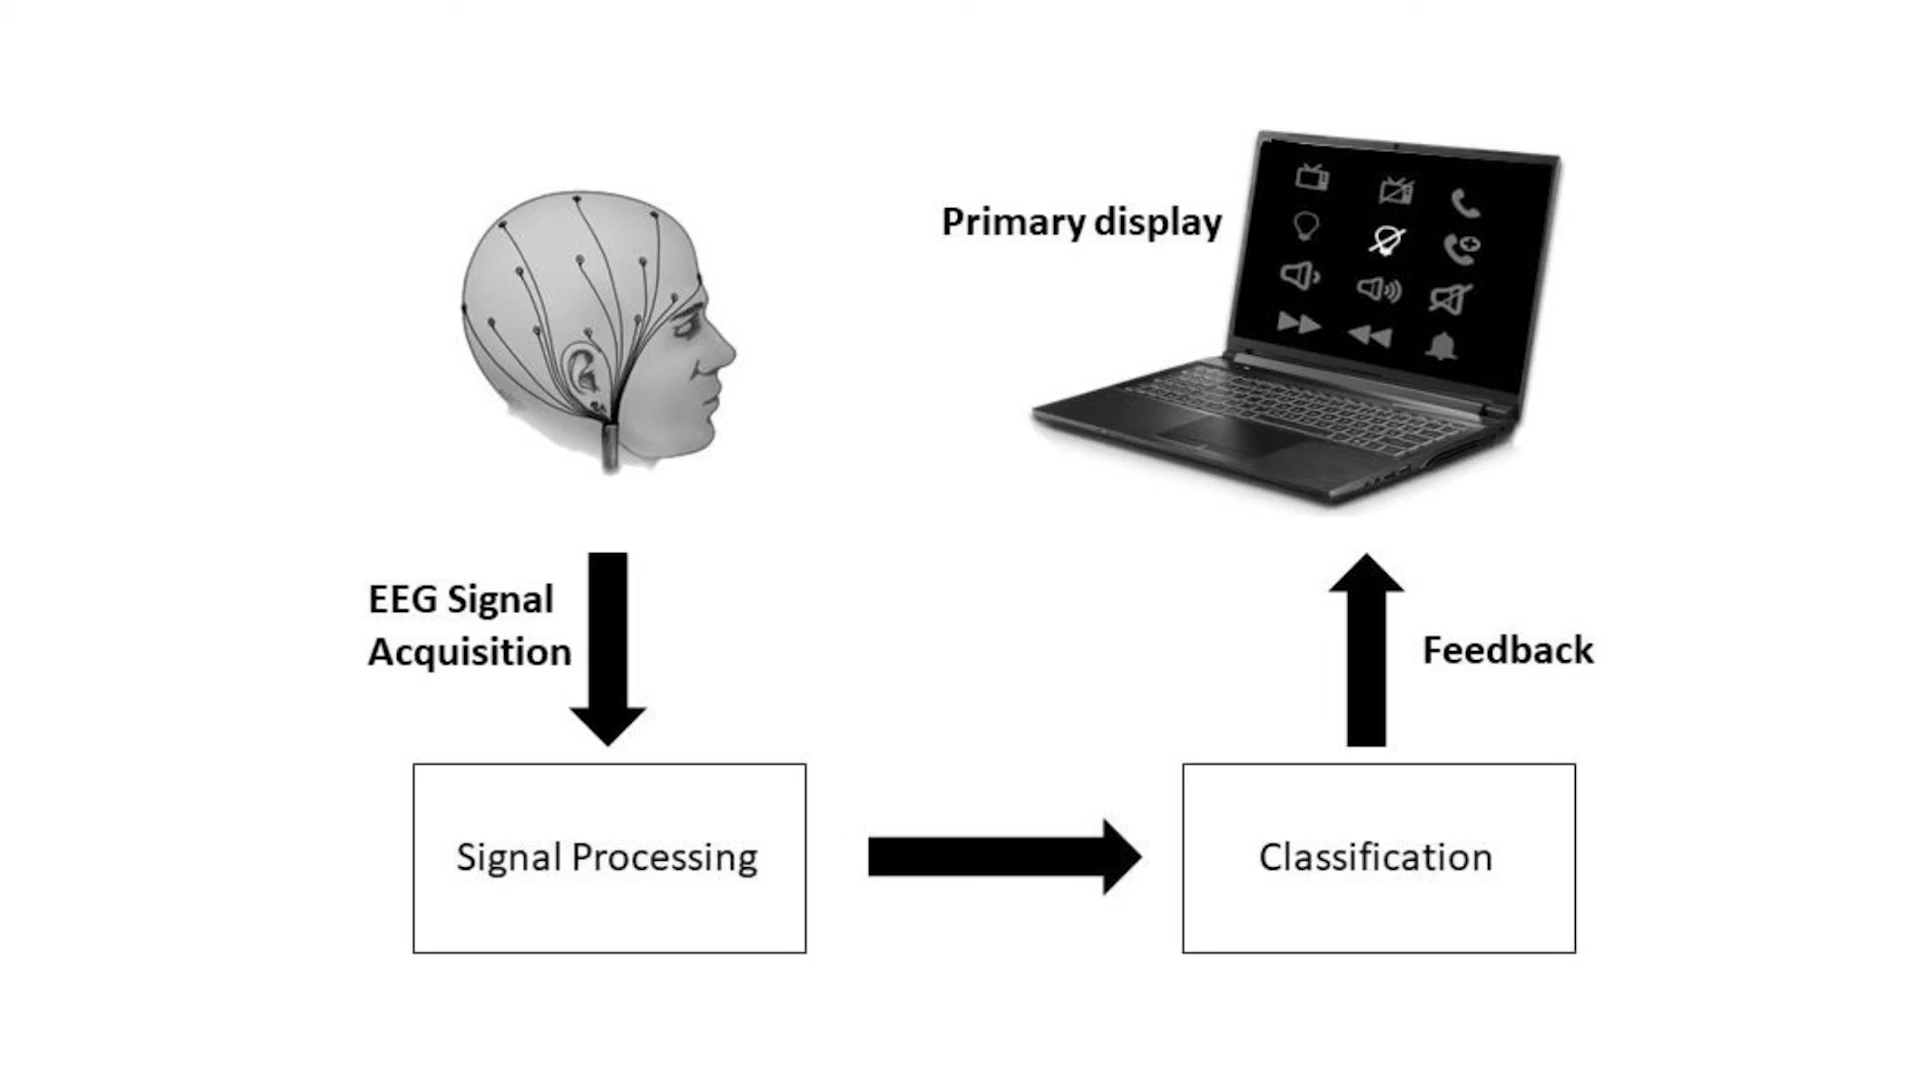 Primary display
EEG Signal
Acquisition
Feedback
Signal Processing
Classification